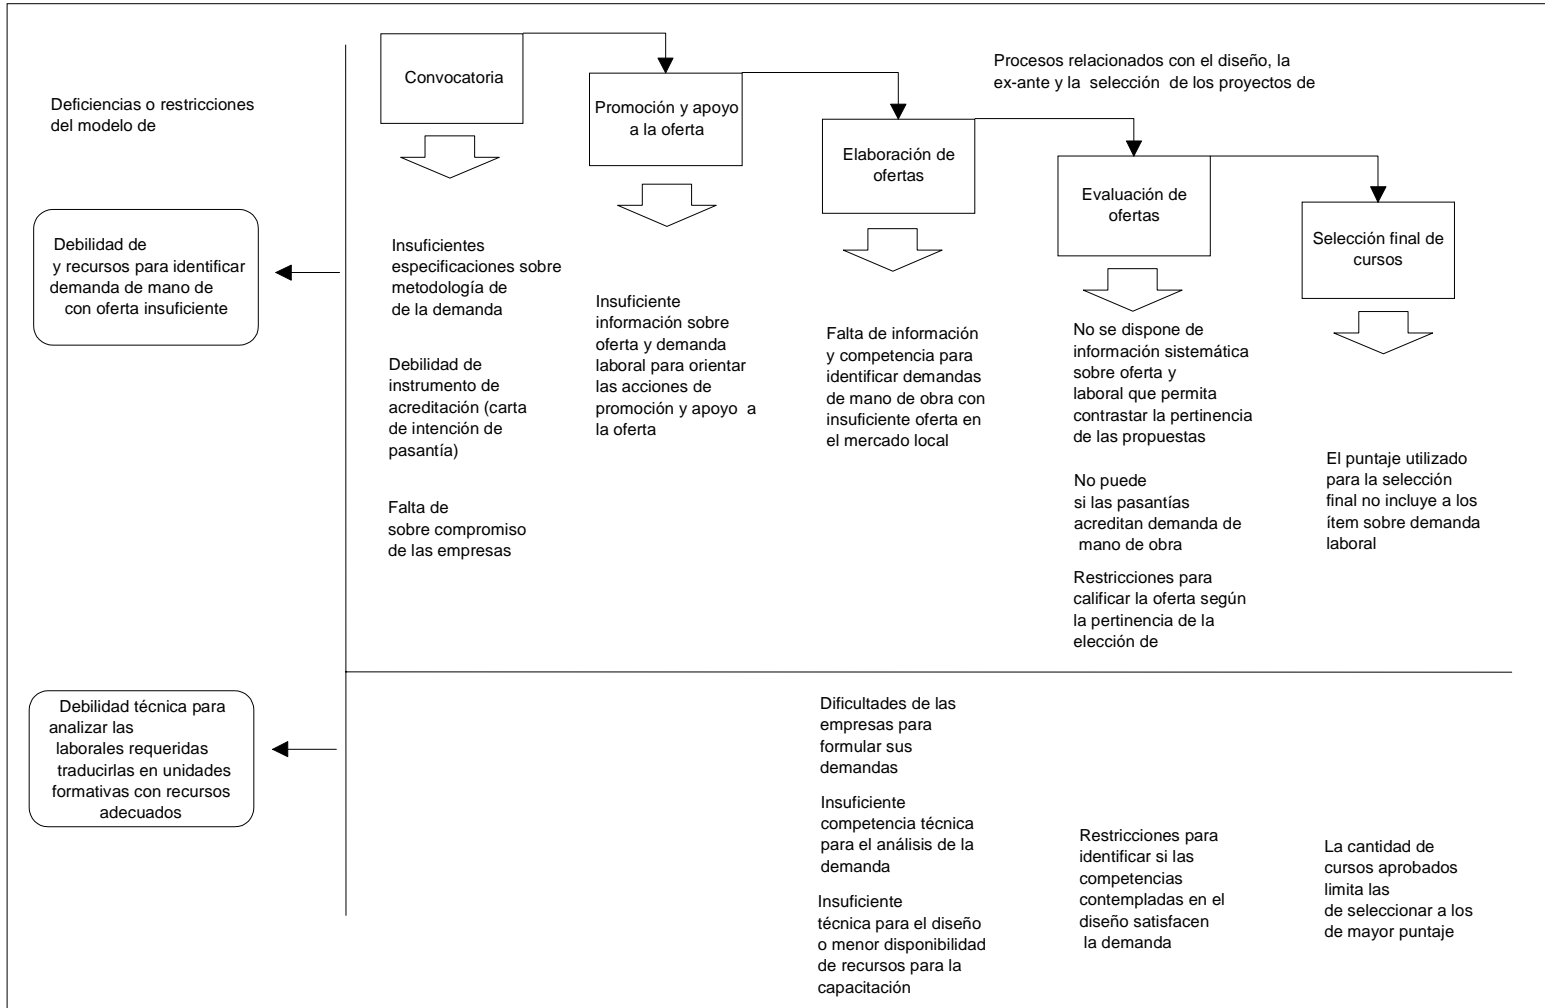 Deficiencias o restricciones
del modelo de
Convocatoria
Promoción y apoyo
a la oferta
Elaboración de
ofertas
Evaluación de
ofertas
Selección final de
cursos
Procesos relacionados con el diseño, la
ex-ante y la selección de los proyectos de
Debilidad de
y recursos para identificar
demanda de mano de
con oferta insuficiente
Insuficientes
especificaciones sobre
metodología de
de la demanda
Debilidad de
instrumento de
acreditación (carta
de intención de
pasantía)
Falta de
sobre compromiso
de las empresas
Insuficiente
información sobre
oferta y demanda
laboral para orientar
las acciones de
promoción y apoyo a
la oferta
Falta de información
y competencia para
identificar demandas
de mano de obra con
insuficiente oferta en
el mercado local
No se dispone de
información sistemática
sobre oferta y
laboral que permita
contrastar la pertinencia
de las propuestas
No puede
si las pasantías
acreditan demanda de
mano de obra
Restricciones para
calificar la oferta según
la pertinencia de la
elección de
El puntaje utilizado
para la selección
final no incluye a los
ítem sobre demanda
laboral
Debilidad técnica para
analizar las
laborales requeridas
traducirlas en unidades
formativas con recursos
adecuados
Dificultades de las
empresas para
formular sus
demandas
Insuficiente
competencia técnica
para el análisis de la
demanda
Insuficiente
técnica para el diseño
o menor disponibilidad
de recursos para la
capacitación
Restricciones para
identificar si las
competencias
contempladas en el
diseño satisfacen
la demanda
La cantidad de
cursos aprobados
limita las
de seleccionar a los
de mayor puntaje